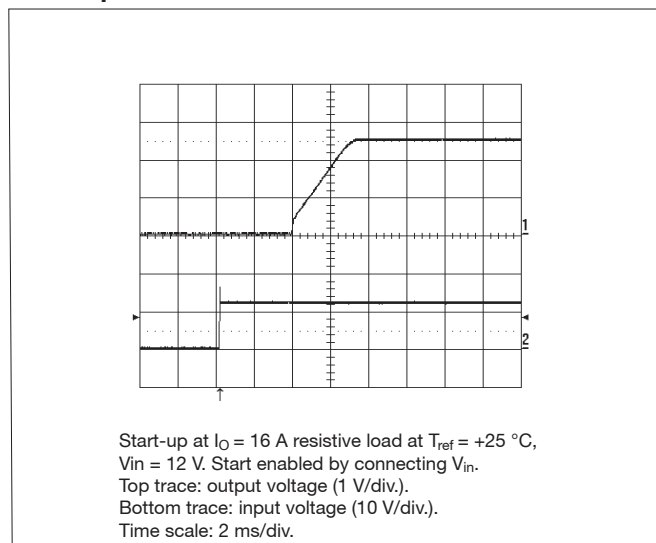 1
2
Start-up at IO = 16 A resistive load at Tref = +25 °C,
Vin = 12 V. Start enabled by connecting Vin.
Top trace: output voltage (1 V/div.).
Bottom trace: input voltage (10 V/div.).
Time scale: 2 ms/div.